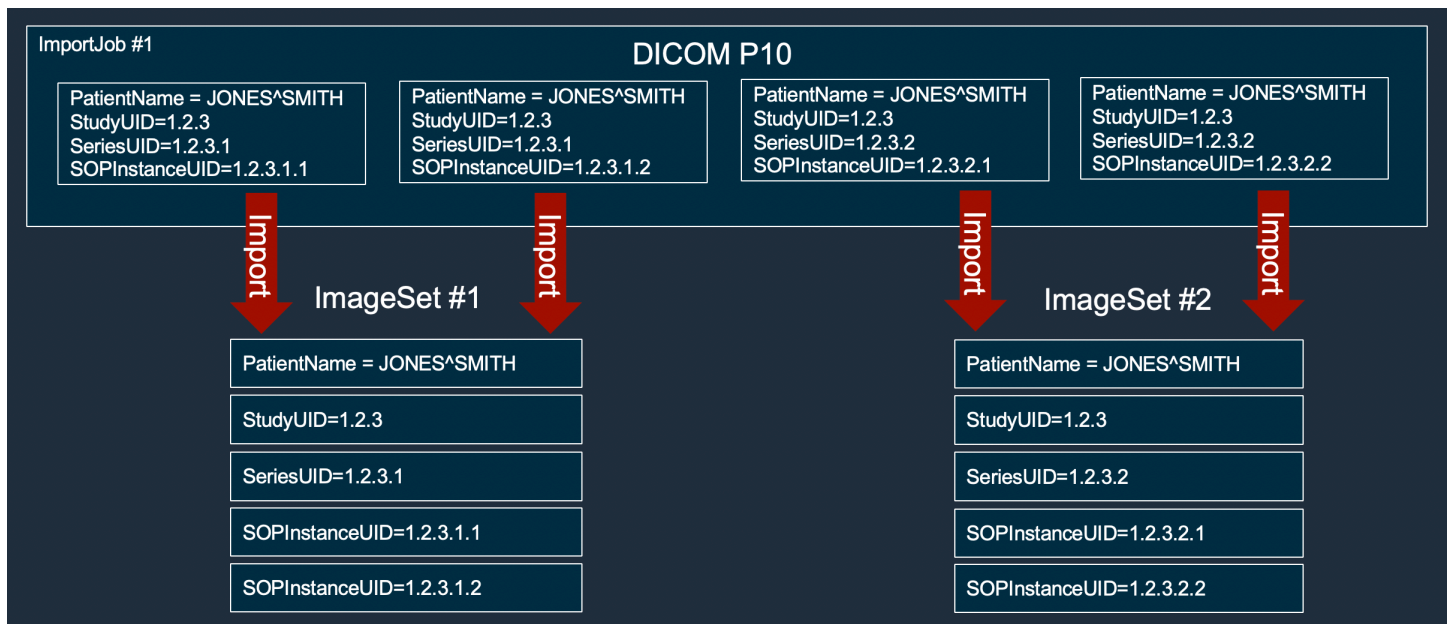 ImportJob #1
DICOM P10
PatientName = JONES^SMITH
StudyUID=1.2.3
SeriesUID=1.2.3.1
SOPInstanceUID=1.2.3.1.1
PatientName = JONES^SMITH
StudyUID=1.2.3
SeriesUID=1.2.3.1
SOPInstanceUID=1.2.3.1.2
PatientName = JONES^SMITH
StudyUID=1.2.3
SeriesUID=1.2.3.2
SOPInstanceUID=1.2.3.2.1
PatientName = JONES^SMITH
StudyUID=1.2.3
SeriesUID=1.2.3.2
SOPInstanceUID=1.2.3.2.2
Import
Import
Import
Import
ImageSet #1
PatientName = JONES^SMITH
StudyUID=1.2.3
SeriesUID=1.2.3.1
SOPInstanceUID=1.2.3.1.1
SOPInstanceUID=1.2.3.1.2
ImageSet #2
PatientName = JONES^SMITH
StudyUID=1.2.3
SeriesUID=1.2.3.2
SOPInstanceUID=1.2.3.2.1
SOPInstanceUID=1.2.3.2.2